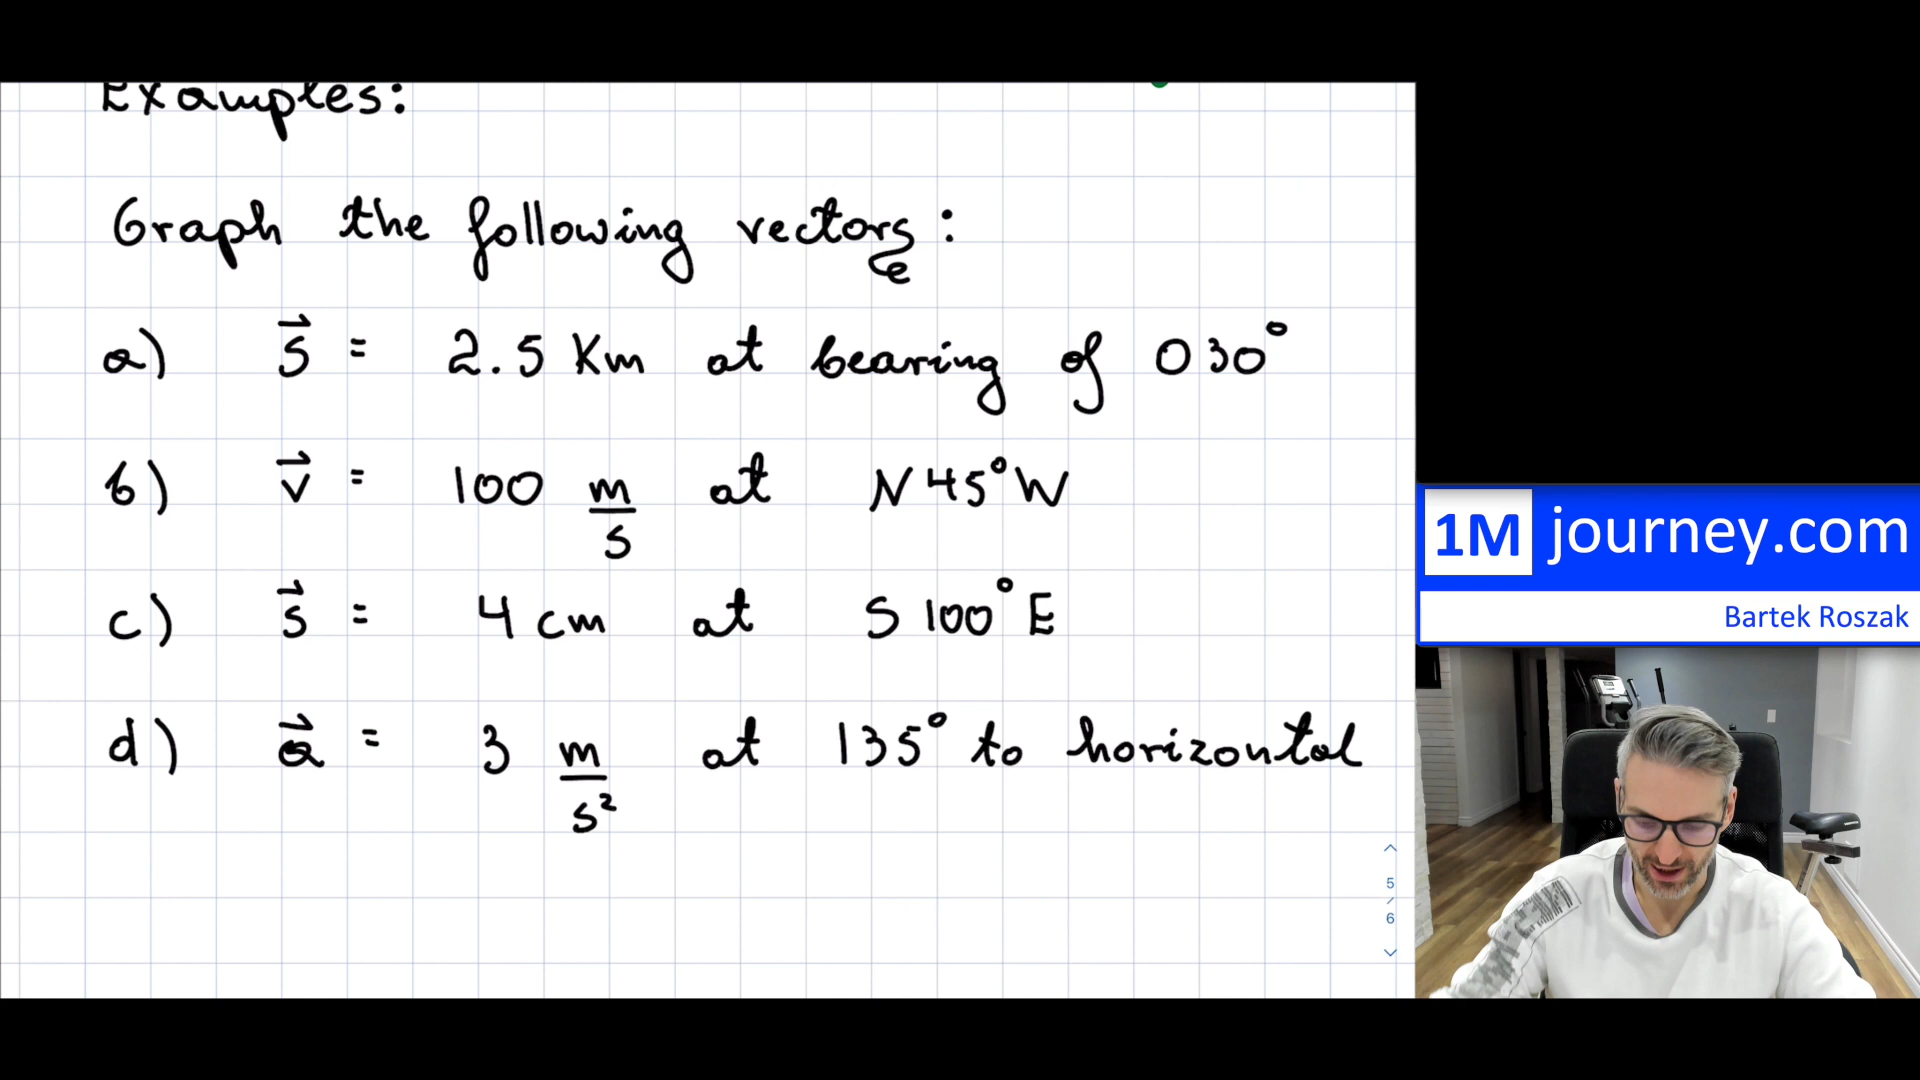 Examples:
Graph the following vectors:
a) s⃗ = 2.5 Km at bearing of 030°
b) v⃗ = 100 m/s at N45°W
c) s⃗ = 4 cm at S 100° E
d) a⃗ = 3 m/s² at 135° to horizontal
5
/
6
1M journey.com
Bartek Roszak